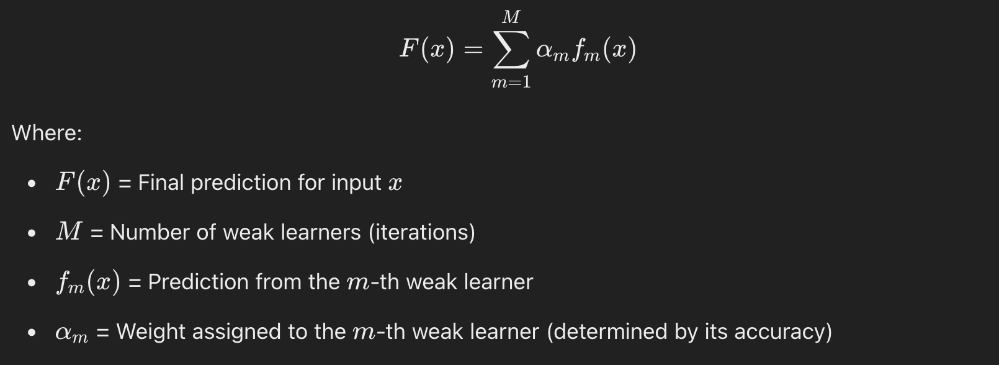 F(x) = \sum_{m=1}^{M} \alpha_m f_m(x)
Where:
• F(x) = Final prediction for input x
• M = Number of weak learners (iterations)
• f_m(x) = Prediction from the m-th weak learner
• α_m = Weight assigned to the m-th weak learner (determined by its accuracy)